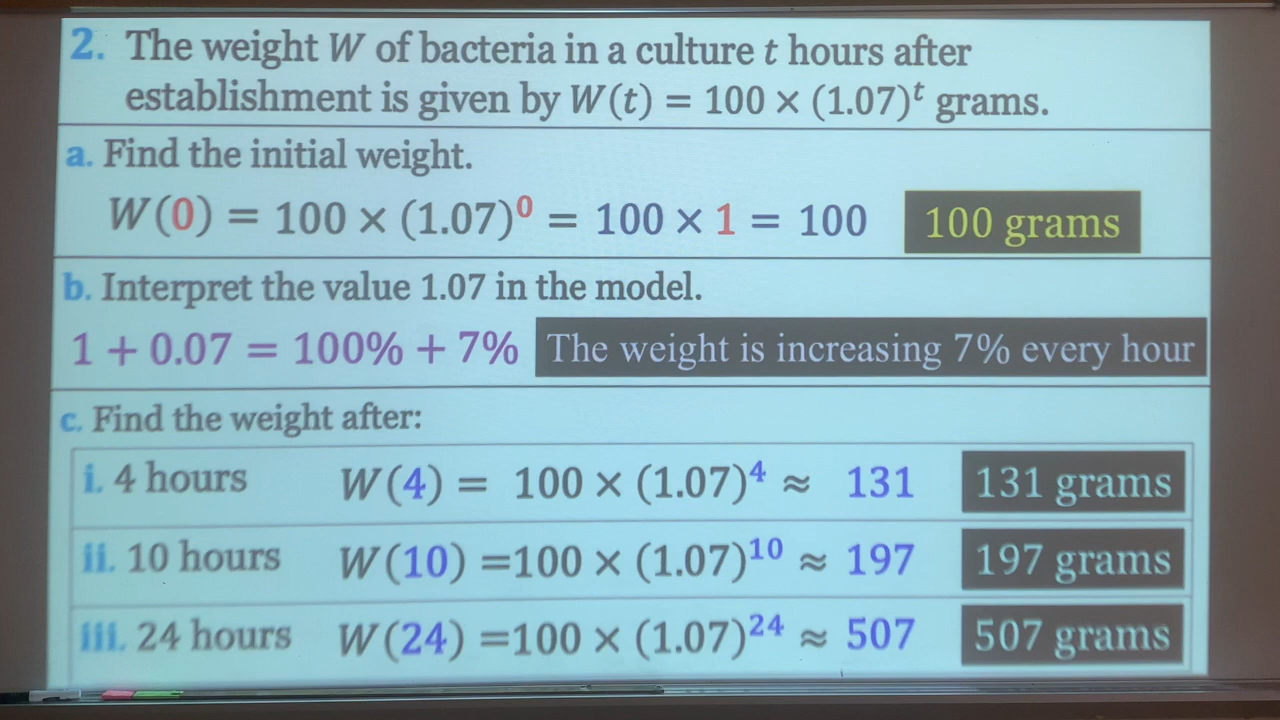 2. The weight W of bacteria in a culture t hours after
establishment is given by W(t) = 100 × (1.07)ᵗ grams.
a. Find the initial weight.
W(0) = 100 × (1.07)⁰ = 100 × 1 = 100 100 grams
b. Interpret the value 1.07 in the model.
1 + 0.07 = 100% + 7% The weight is increasing 7% every hour
c. Find the weight after:
i. 4 hours W(4) = 100 × (1.07)⁴ ≈ 131 131 grams
ii. 10 hours W(10) =100 × (1.07)¹⁰ ≈ 197 197 grams
iii. 24 hours W(24) =100 × (1.07)²⁴ ≈ 507 507 grams